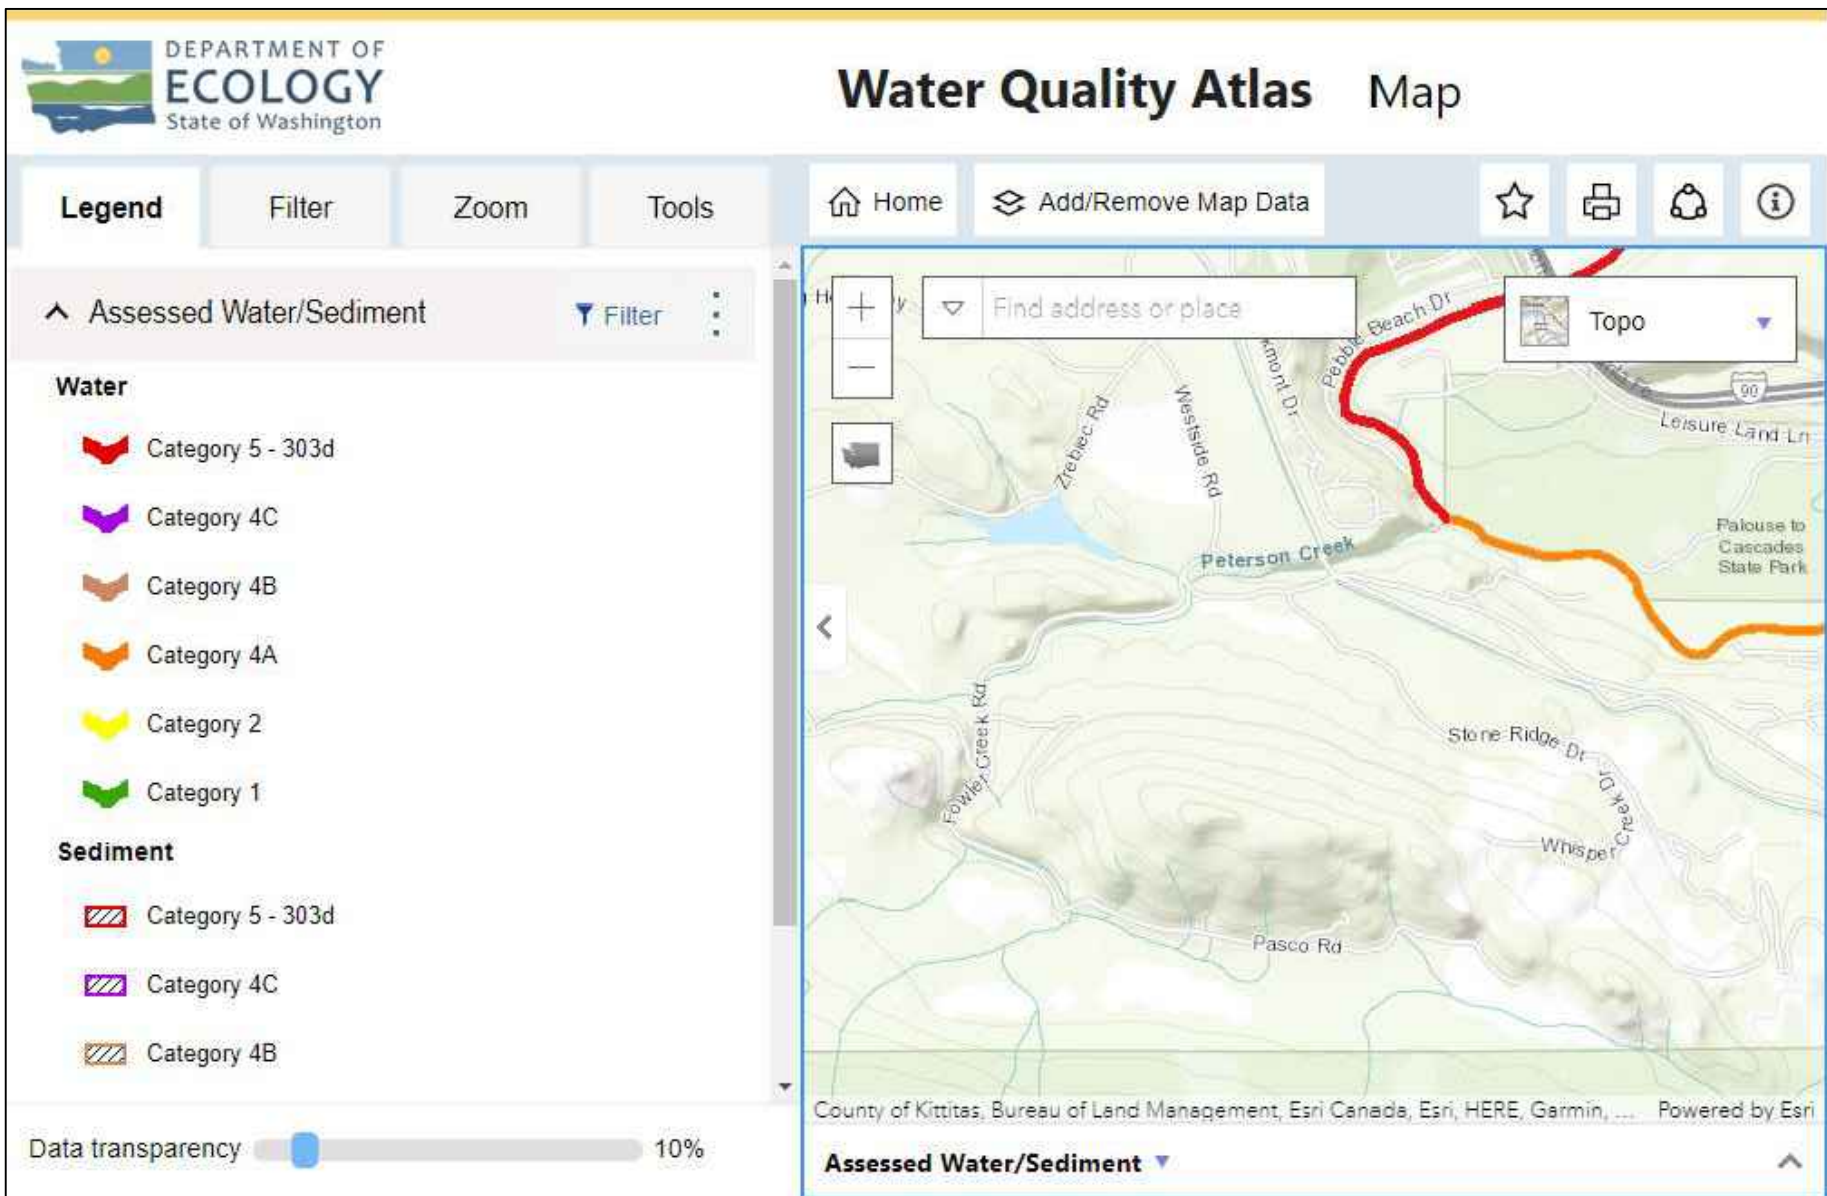 DEPARTMENT OF
ECOLOGY
State of Washington
Water Quality Atlas Map
Legend
Filter
Zoom
Tools
Home
Add/Remove Map Data
Assessed Water/Sediment
Filter
Water
Category 5 - 303d
Category 4C
Category 4B
Category 4A
Category 2
Category 1
Sediment
Category 5 - 303d
Category 4C
Category 4B
Data transparency
10%
Find address or place
Topo
Pebble Beach Dr
90
Leisure Land Ln
Zrebiec Rd
Westside Rd
Palouse to
Cascades
State Park
Peterson Creek
Fowler Creek Rd
Stone Ridge Dr
Whisper Creek Dr
Pasco Rd
County of Kittitas, Bureau of Land Management, Esri Canada, Esri, HERE, Garmin, ...
Powered by Esri
Assessed Water/Sediment